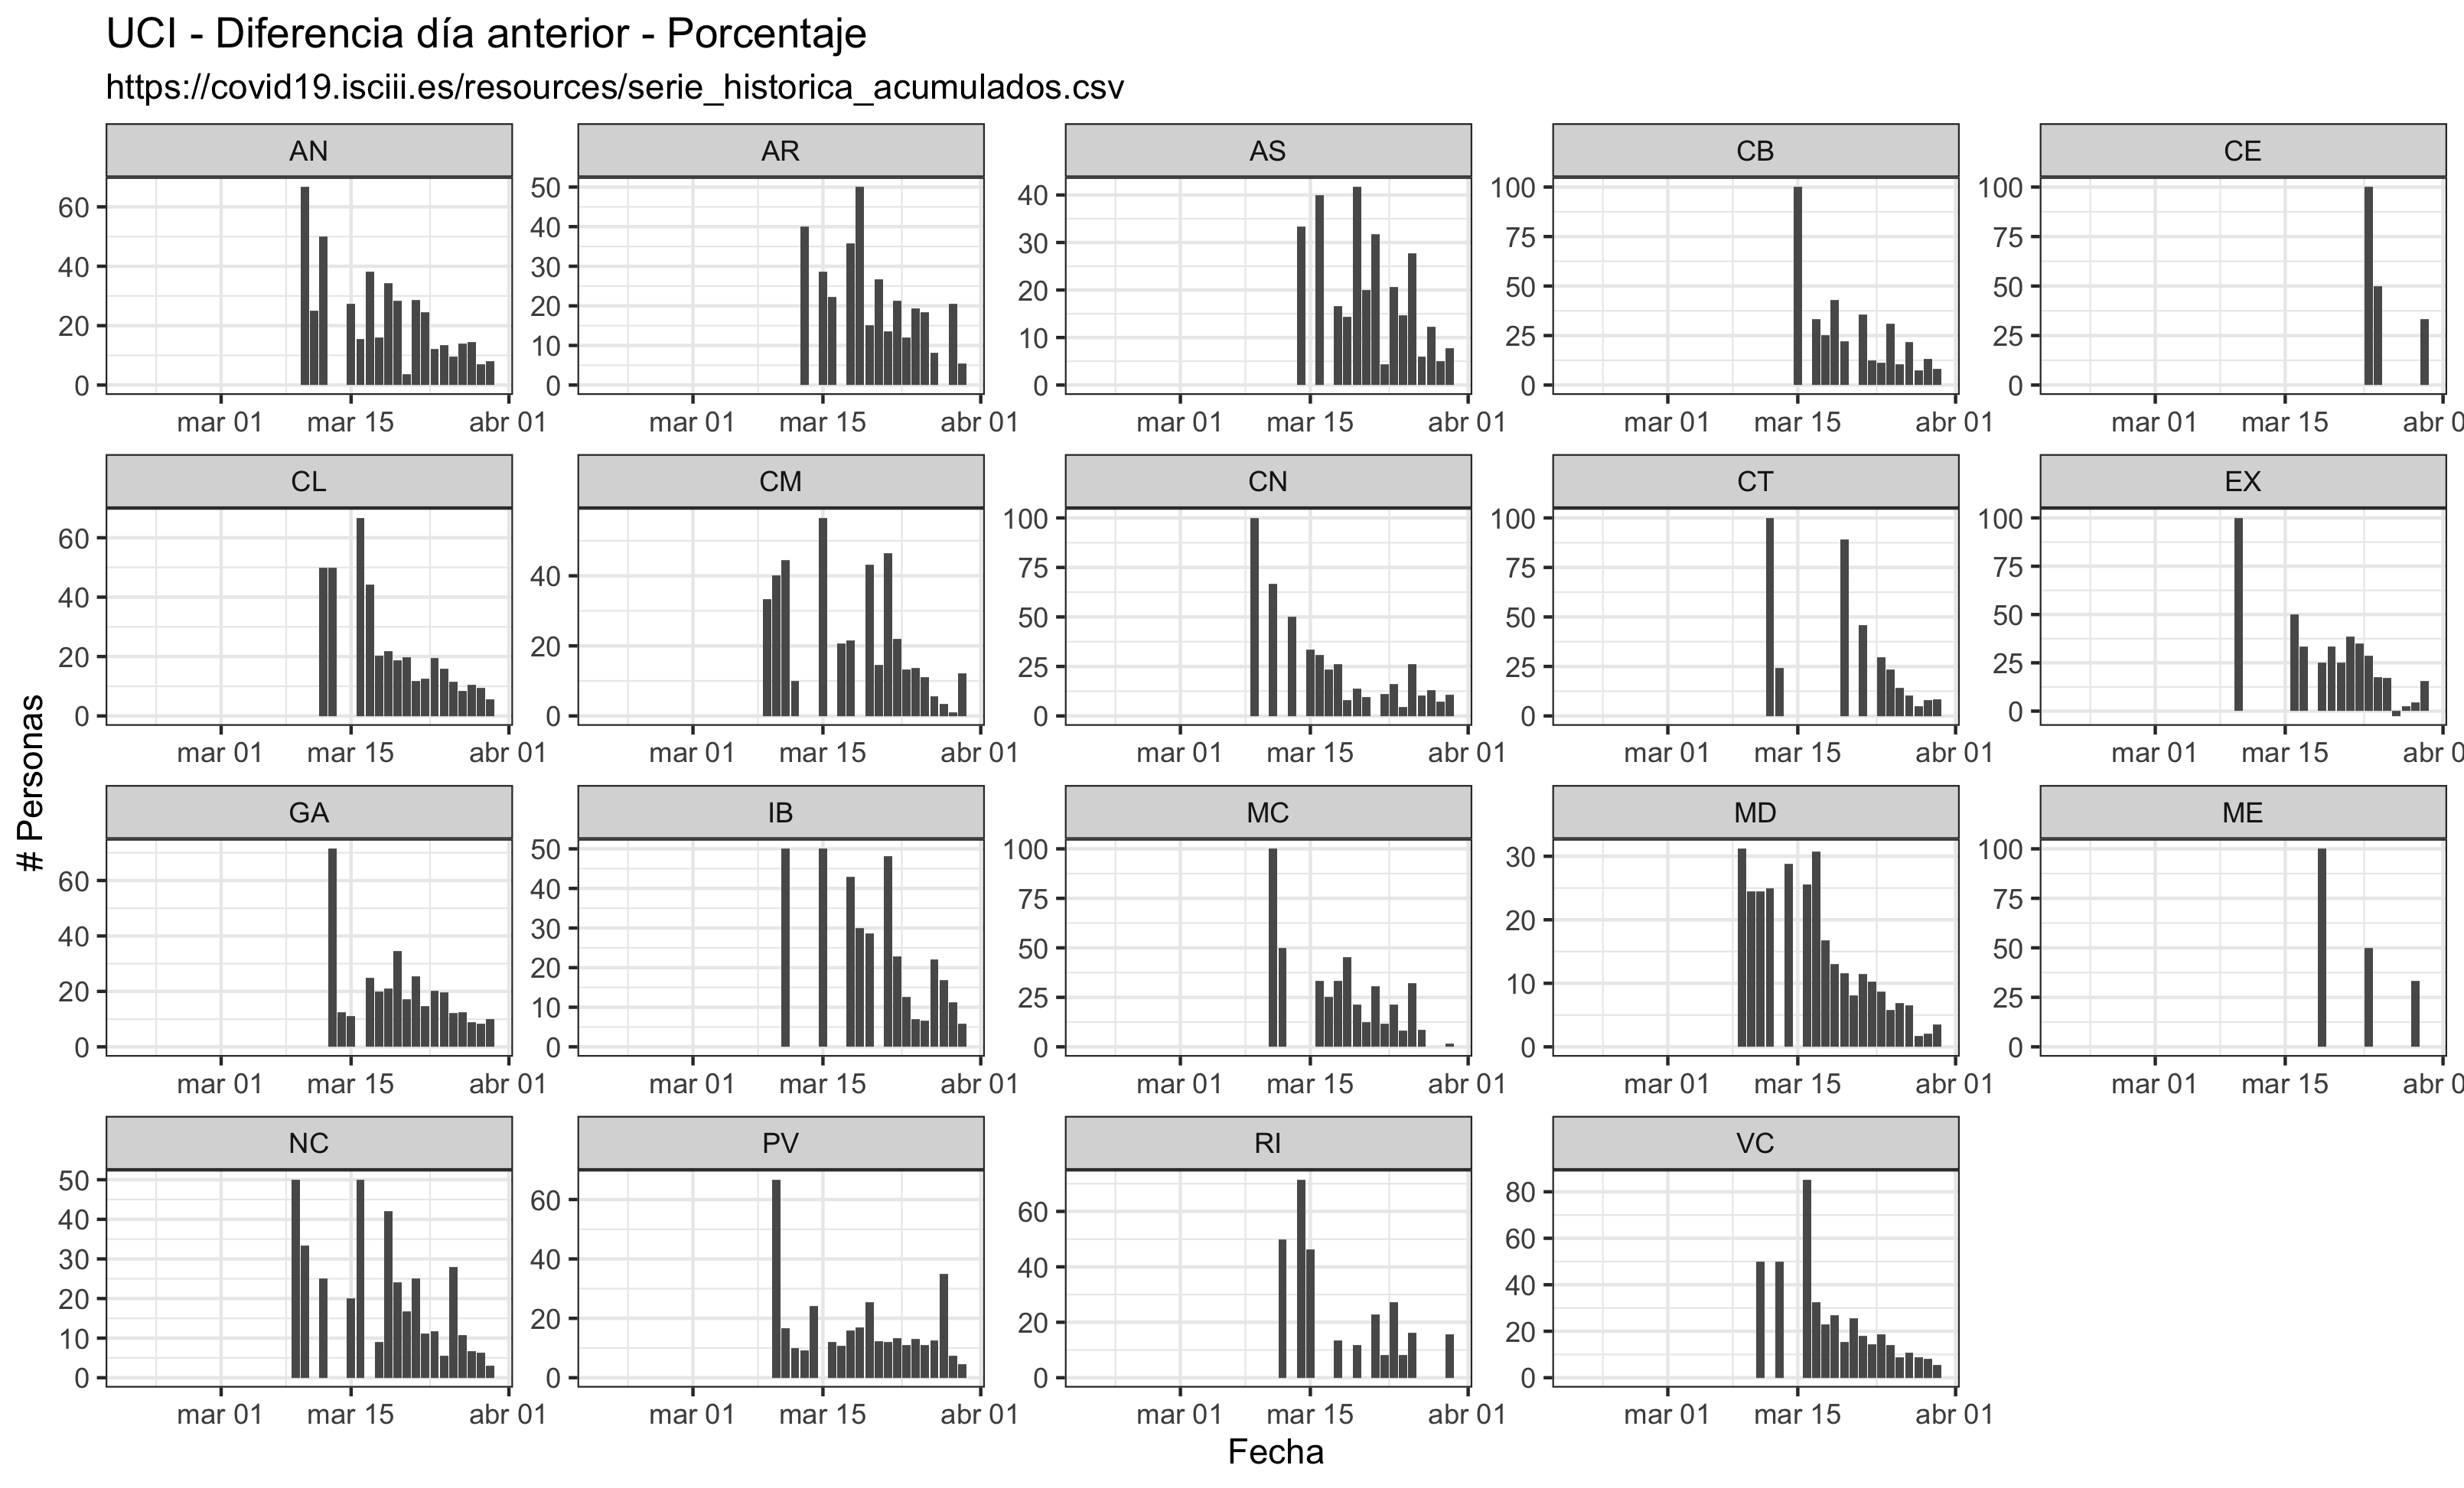 UCI - Diferencia día anterior - Porcentaje
https://covid19.isciii.es/resources/serie_historica_acumulados.csv
AN AR AS CB CE
60 40 20 0
50 40 30 20 10 0
40 30 20 10 0
100 75 50 25 0
100 75 50 25 0
mar 01 mar 15 abr 01 mar 01 mar 15 abr 01 mar 01 mar 15 abr 01 mar 01 mar 15 abr 01 mar 01 mar 15 abr 0
CL CM CN CT EX
60 40 20 0
40 20 0
100 75 50 25 0
100 75 50 25 0
100 75 50 25 0
mar 01 mar 15 abr 01 mar 01 mar 15 abr 01 mar 01 mar 15 abr 01 mar 01 mar 15 abr 01 mar 01 mar 15 abr 0
# Personas
GA IB MC MD ME
60 40 20 0
50 40 30 20 10 0
100 75 50 25 0
30 20 10 0
100 75 50 25 0
mar 01 mar 15 abr 01 mar 01 mar 15 abr 01 mar 01 mar 15 abr 01 mar 01 mar 15 abr 01 mar 01 mar 15 abr 0
NC PV RI VC
50 40 30 20 10 0
60 40 20 0
60 40 20 0
80 60 40 20 0
mar 01 mar 15 abr 01 mar 01 mar 15 abr 01 mar 01 mar 15 abr 01 mar 01 mar 15 abr 01
Fecha